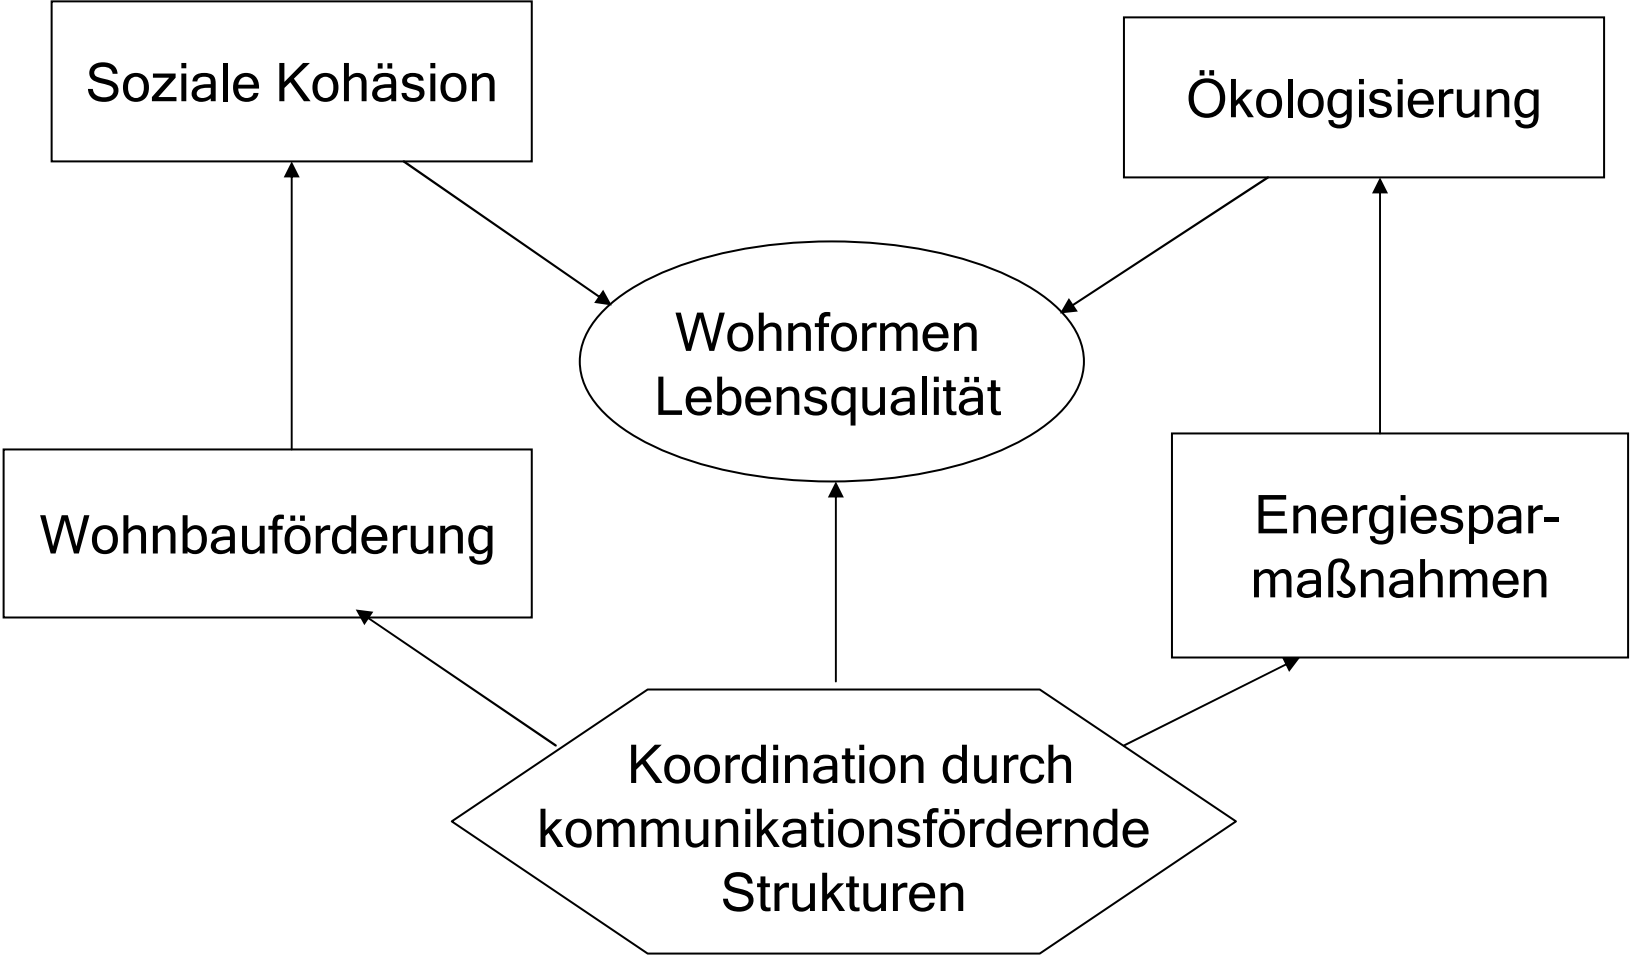 Soziale Kohäsion
Ökologisierung
Wohnformen
Lebensqualität
Wohnbauförderung
Energiespar-
maßnahmen
Koordination durch
kommunikationsfördernde
Strukturen